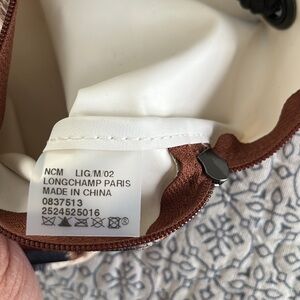 NCM LIG/M/02
LONGCHAMP PARIS
MADE IN CHINA
0837513
2524525016